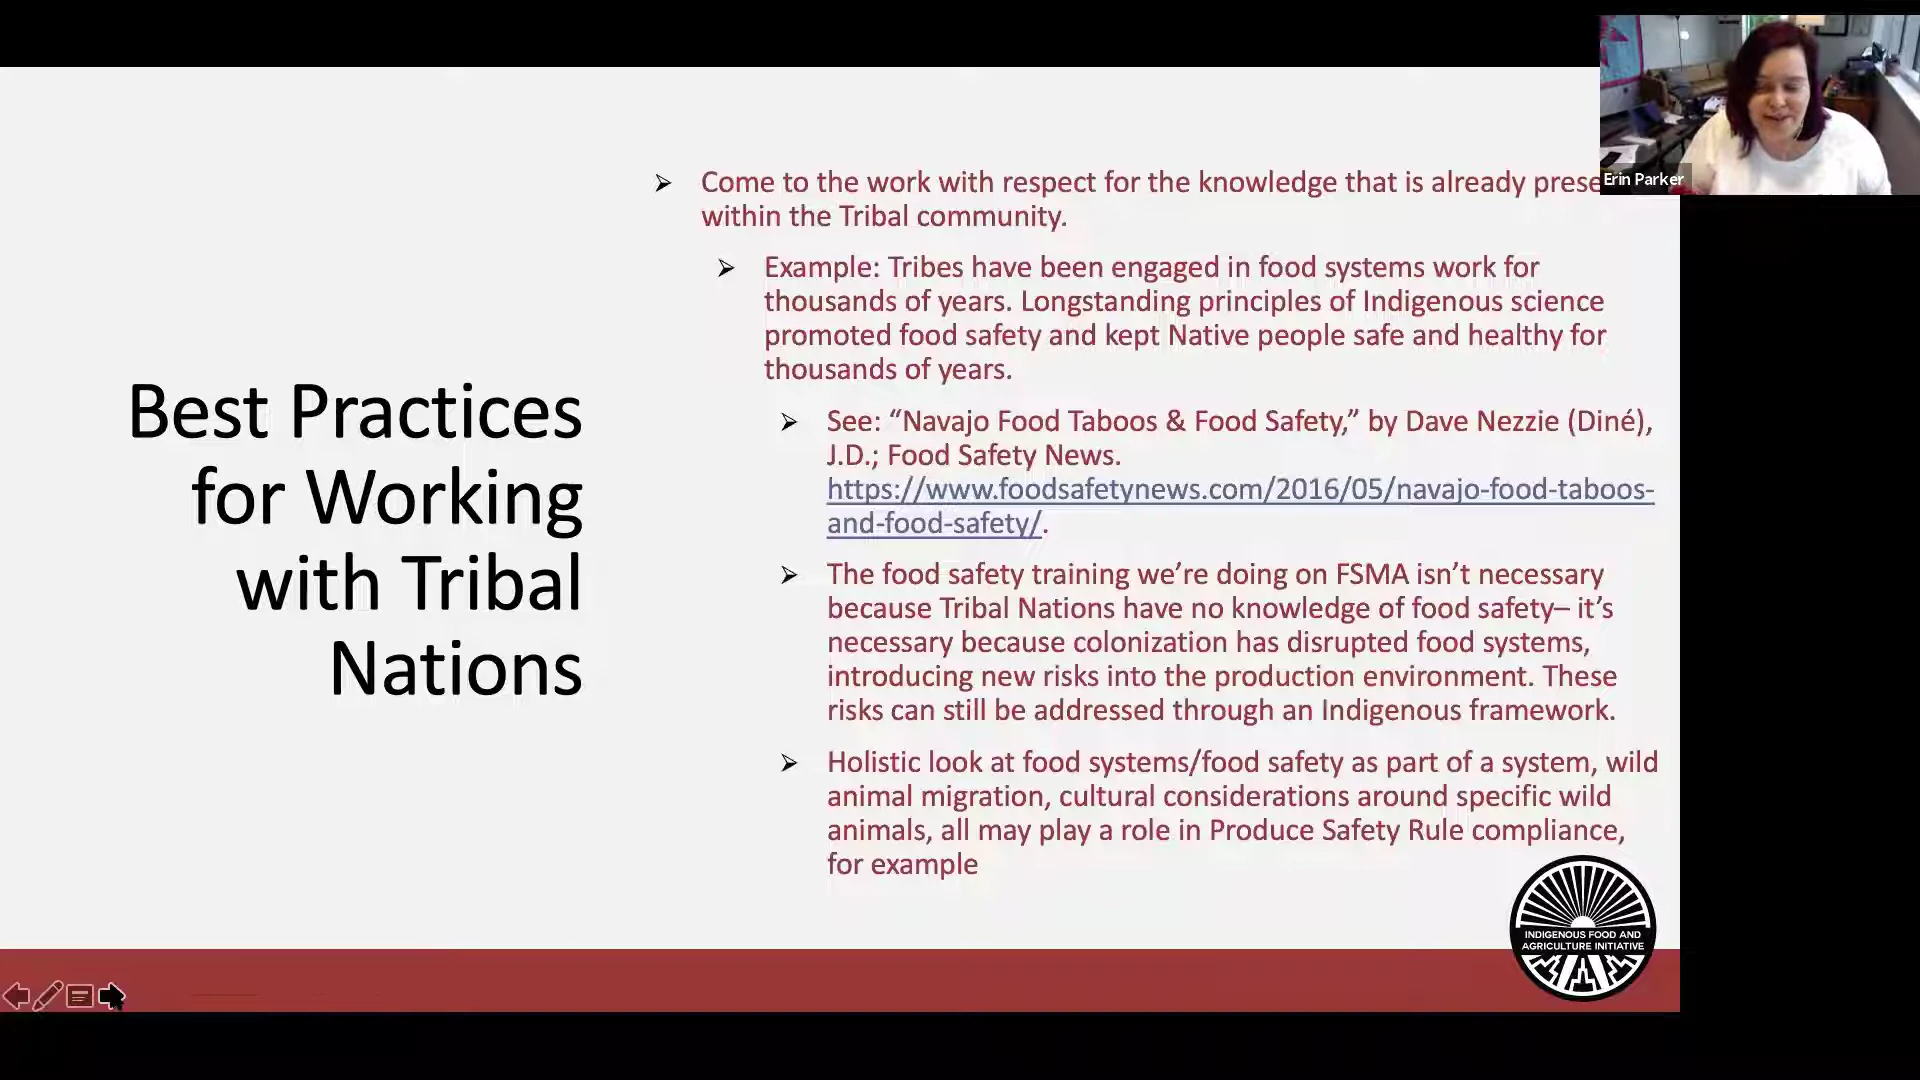 Best Practices
for Working
with Tribal
Nations
Come to the work with respect for the knowledge that is already prese
within the Tribal community.
Example: Tribes have been engaged in food systems work for
thousands of years. Longstanding principles of Indigenous science
promoted food safety and kept Native people safe and healthy for
thousands of years.
See: “Navajo Food Taboos & Food Safety,” by Dave Nezzie (Diné),
J.D.; Food Safety News.
https://www.foodsafetynews.com/2016/05/navajo-food-taboos-
and-food-safety/.
The food safety training we’re doing on FSMA isn’t necessary
because Tribal Nations have no knowledge of food safety– it’s
necessary because colonization has disrupted food systems,
introducing new risks into the production environment. These
risks can still be addressed through an Indigenous framework.
Holistic look at food systems/food safety as part of a system, wild
animal migration, cultural considerations around specific wild
animals, all may play a role in Produce Safety Rule compliance,
for example
INDIGENOUS FOOD AND
AGRICULTURE INITIATIVE
Erin Parker